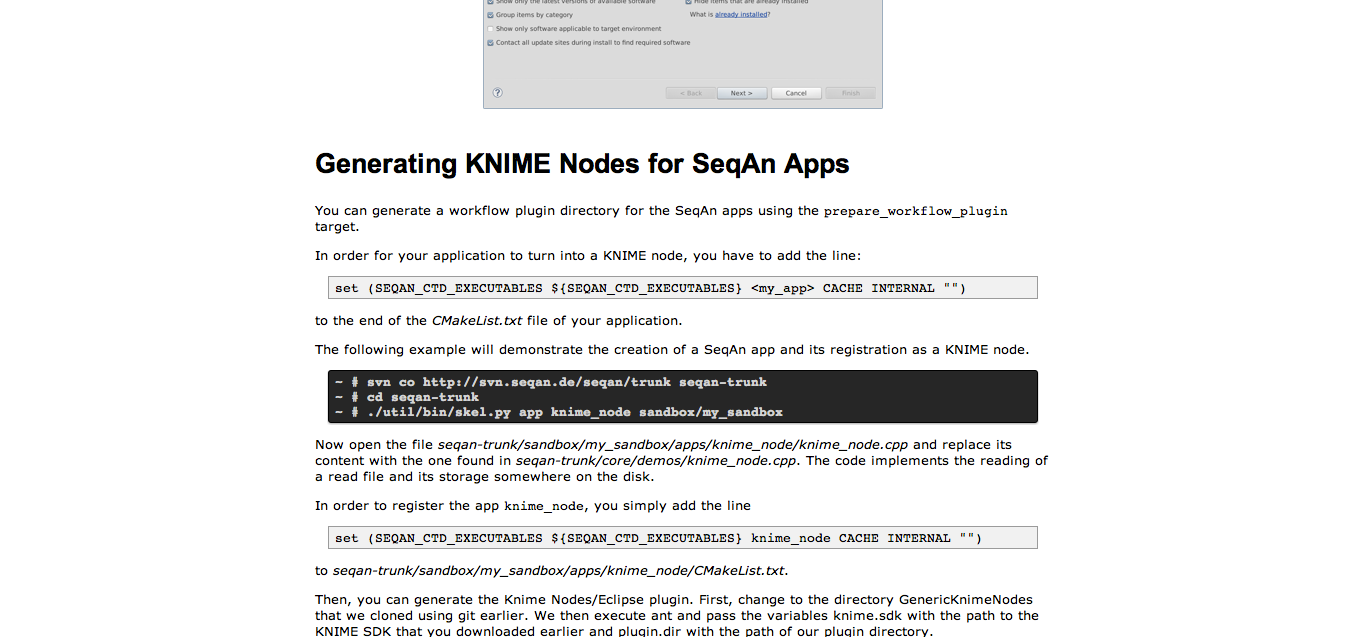 Show only the latest versions of available software
Hide items that are already installed
Group items by category
What is already installed?
Show only software applicable to target environment
Contact all update sites during install to find required software
?
< Back
Next >
Cancel
Finish
Generating KNIME Nodes for SeqAn Apps
You can generate a workflow plugin directory for the SeqAn apps using the prepare_workflow_plugin
target.
In order for your application to turn into a KNIME node, you have to add the line:
set (SEQAN_CTD_EXECUTABLES ${SEQAN_CTD_EXECUTABLES} <my_app> CACHE INTERNAL "")
to the end of the CMakeList.txt file of your application.
The following example will demonstrate the creation of a SeqAn app and its registration as a KNIME node.
~ # svn co http://svn.seqan.de/seqan/trunk seqan-trunk
~ # cd seqan-trunk
~ # ./util/bin/skel.py app knime_node sandbox/my_sandbox
Now open the file seqan-trunk/sandbox/my_sandbox/apps/knime_node/knime_node.cpp and replace its
content with the one found in seqan-trunk/core/demos/knime_node.cpp. The code implements the reading of
a read file and its storage somewhere on the disk.
In order to register the app knime_node, you simply add the line
set (SEQAN_CTD_EXECUTABLES ${SEQAN_CTD_EXECUTABLES} knime_node CACHE INTERNAL "")
to seqan-trunk/sandbox/my_sandbox/apps/knime_node/CMakeList.txt.
Then, you can generate the Knime Nodes/Eclipse plugin. First, change to the directory GenericKnimeNodes
that we cloned using git earlier. We then execute ant and pass the variables knime.sdk with the path to the
KNIME SDK that you downloaded earlier and plugin.dir with the path of our plugin directory.